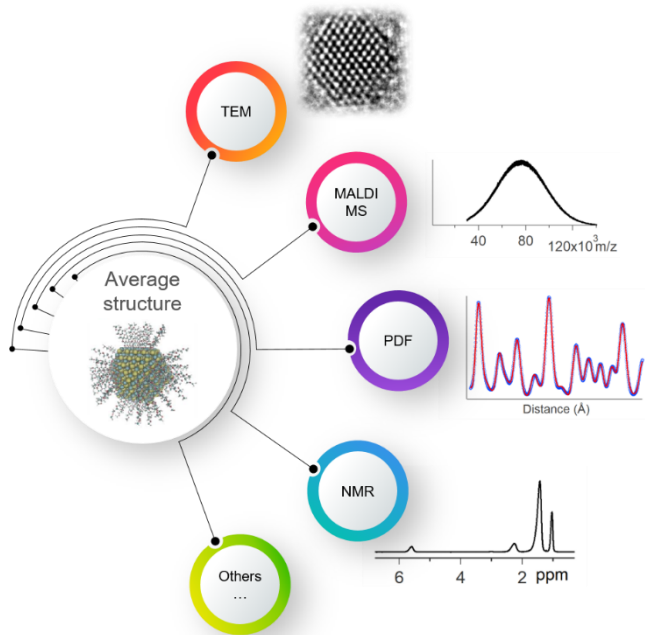 TEM
MALDI
MS
40 80 120x10³ m/z
Average
structure
PDF
Distance (Å)
NMR
6 4 2 ppm
Others
...